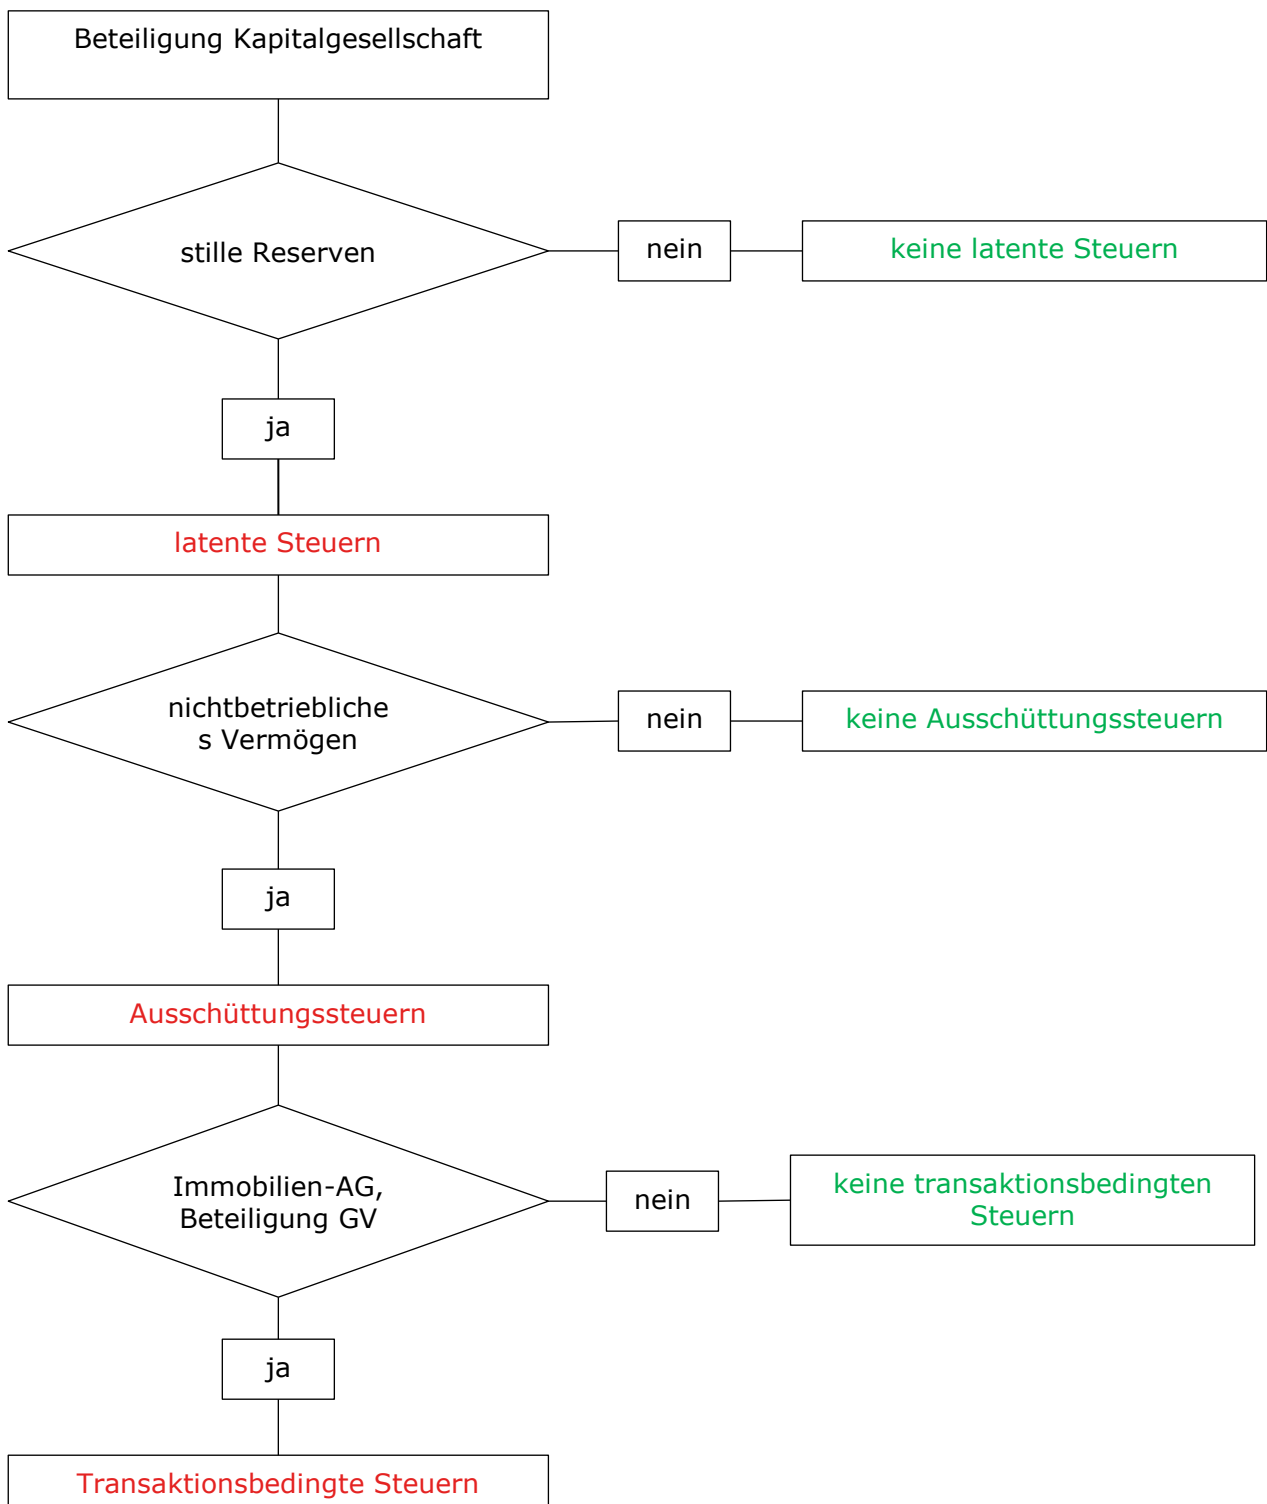 Beteiligung Kapitalgesellschaft
stille Reserven
nein
keine latente Steuern
ja
latente Steuern
nichtbetriebliche
s Vermögen
nein
keine Ausschüttungssteuern
ja
Ausschüttungssteuern
Immobilien-AG,
Beteiligung GV
nein
keine transaktionsbedingten
Steuern
ja
Transaktionsbedingte Steuern